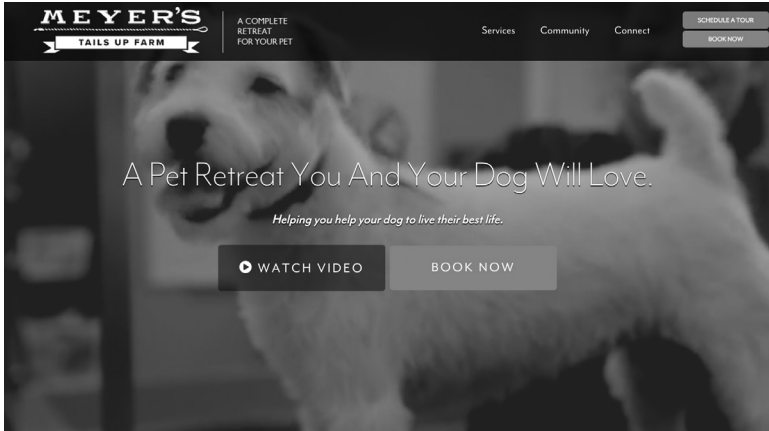 MEYER'S
TAILS UP FARM
A COMPLETE
RETREAT
FOR YOUR PET
Services
Community
Connect
SCHEDULE A TOUR
BOOK NOW
A Pet Retreat You And Your Dog Will Love.
Helping you help your dog to live their best life.
WATCH VIDEO
BOOK NOW